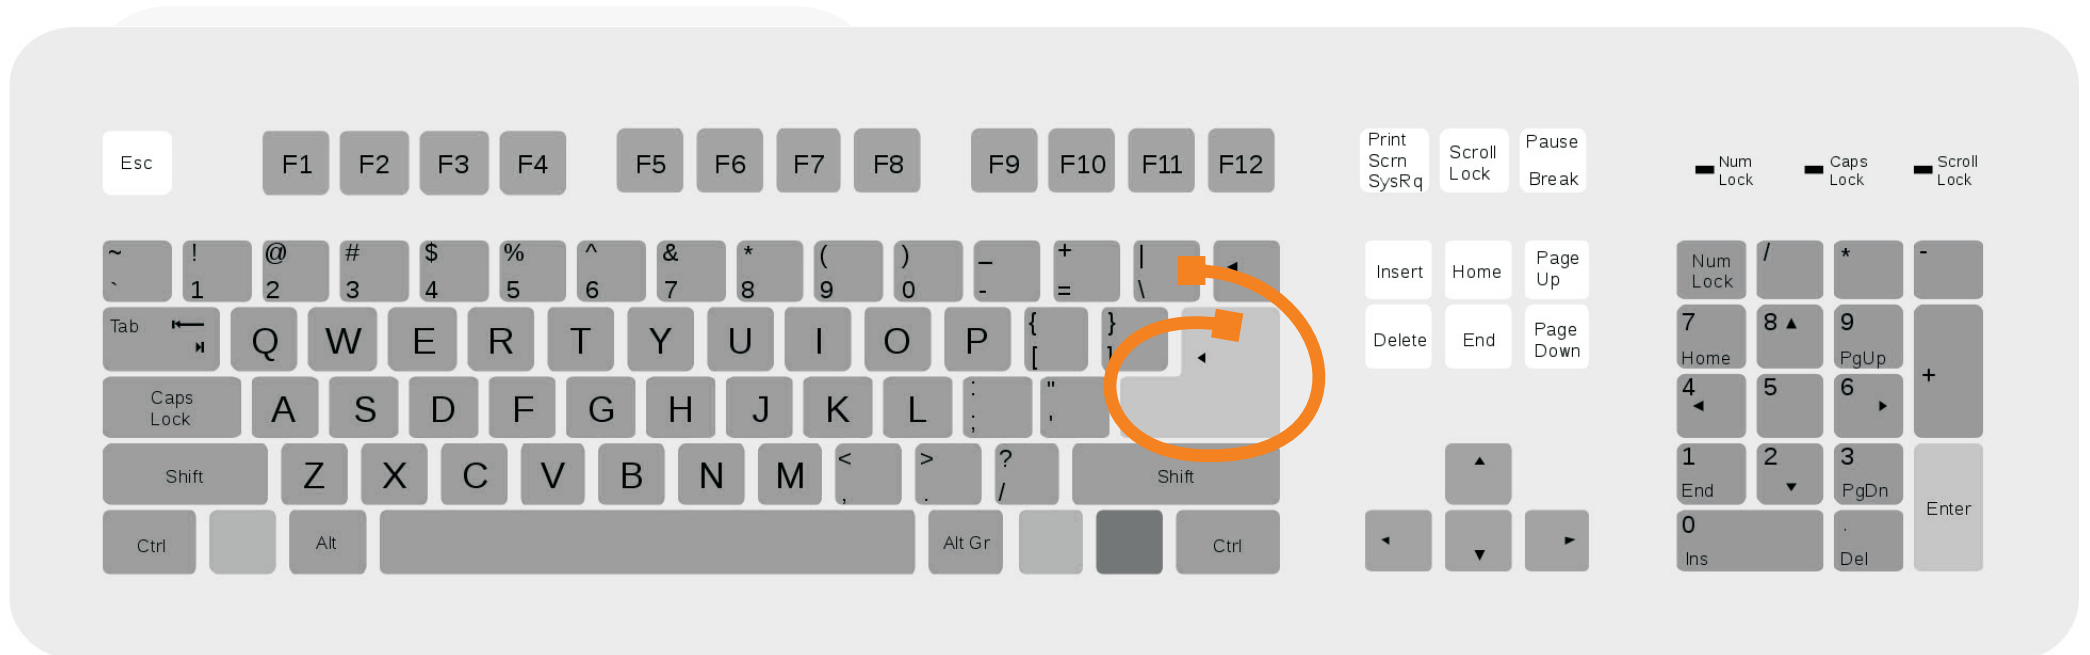 Esc F1 F2 F3 F4 F5 F6 F7 F8 F9 F10 F11 F12
Print
Scrn
SysRq
Scroll
Lock
Pause
Break
Num
Lock
Caps
Lock
Scroll
Lock
~ ! @ # $ % ^ & * ( ) _ + |
` 1 2 3 4 5 6 7 8 9 0 - = \
Insert Home Page
Up
Num
Lock
/ * -
Tab Q W E R T Y U I O P { }
[ ]
Delete End Page
Down
7 8 9
Home PgUp
+
Caps
Lock
A S D F G H J K L : "
; '
4 5 6
Shift Z X C V B N M < > ? Shift
, . /
1 2 3
End PgDn
Enter
Ctrl Alt Alt Gr Ctrl
0 .
Ins Del